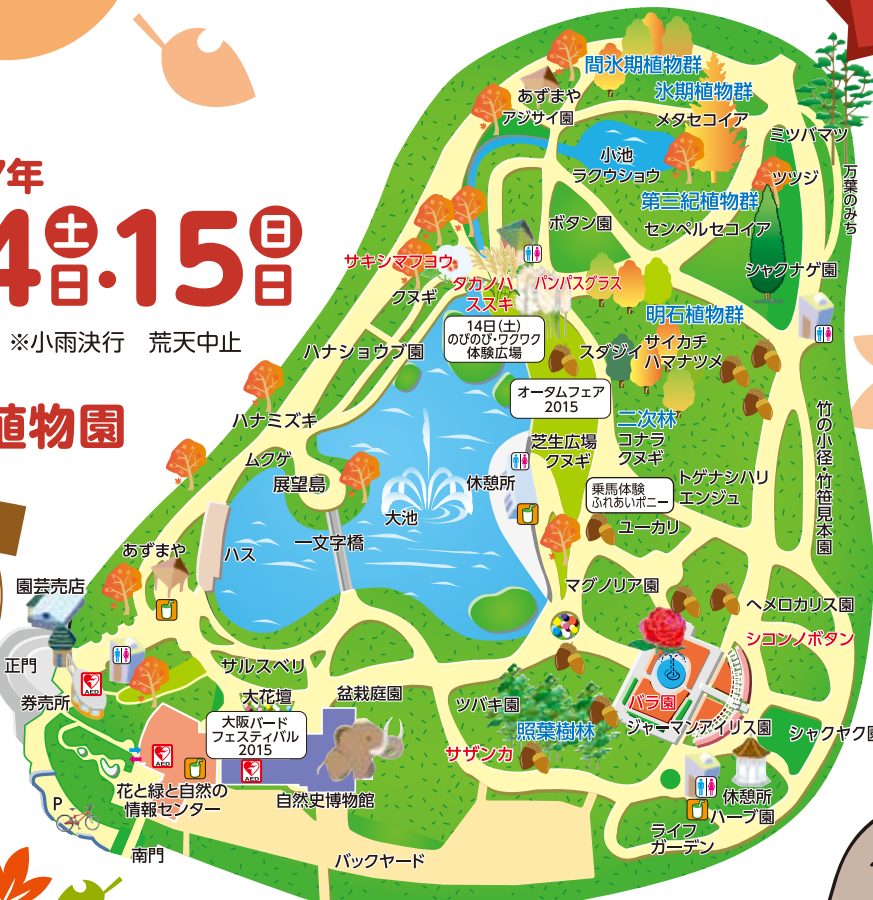 7年
4日(土)・15日(日)
※小雨決行　荒天中止
植物園
間氷期植物群
あずまや
氷期植物群
アジサイ園
メタセコイア
ミツバマツ
小池
ラクウショウ
ツツジ
万葉のみち
第三紀植物群
ボタン園
センペルセコイア
サキシマフヨウ
シャクナゲ園
タカノハ
ススキ
パンパスグラス
クヌギ
明石植物群
14日(土)
のびのび・ワクワク
体験広場
ハナショウブ園
スダジイ
サイカチ
ハマナツメ
オータムフェア
2015
ハナミズキ
二次林
コナラ
クヌギ
芝生広場
クヌギ
竹の小径・竹笹見本園
ムクゲ
展望島
休憩所
乗馬体験
ふれあいポニー
トゲナシハリ
エンジュ
大池
ユーカリ
一文字橋
ハス
あずまや
園芸売店
マグノリア園
ヘメロカリス園
シコンノボタン
正門
サルスベリ
券売所
AED
大花壇
盆栽庭園
ツバキ園
バラ園
大阪バード
フェスティバル
2015
照葉樹林
ジャーマンアイリス園
シャクヤク園
サザンカ
AED
AED
花と緑と自然の
情報センター
自然史博物館
休憩所
ハーブ園
P
ライフ
ガーデン
南門
バックヤード